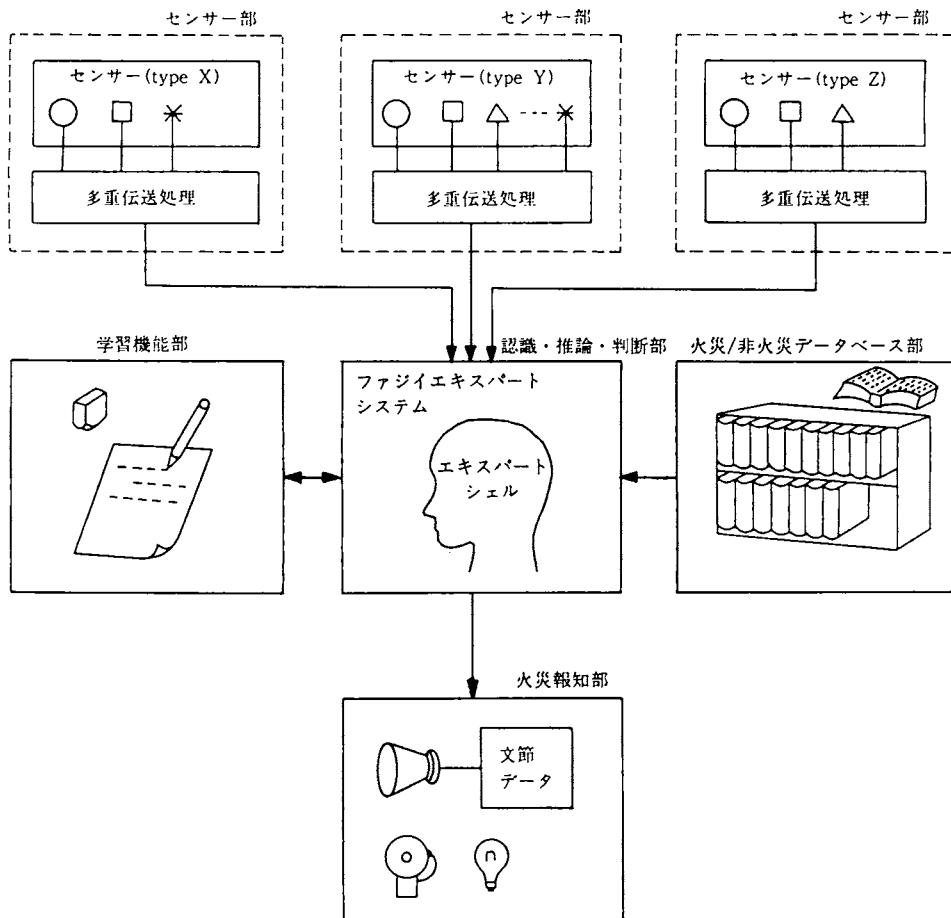 センサー部
センサー部
センサー部
センサー(type X)
センサー(type Y)
センサー(type Z)
多重伝送処理
多重伝送処理
多重伝送処理
学習機能部
認識・推論・判断部
火災/非火災データベース部
ファジイエキスパート
システム
エキスパート
シェル
火災報知部
文節
データ